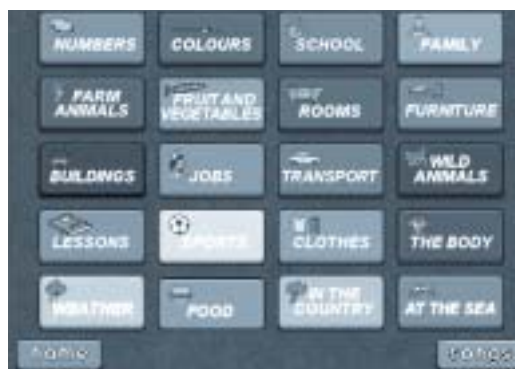 NUMBERS
COLOURS
SCHOOL
FAMILY
FARM
ANIMALS
FRUIT AND
VEGETABLES
ROOMS
FURNITURE
BUILDINGS
JOBS
TRANSPORT
WILD
ANIMALS
LESSONS
SPORTS
CLOTHES
THE BODY
WEATHER
FOOD
IN THE
COUNTRY
AT THE SEA
home
songs